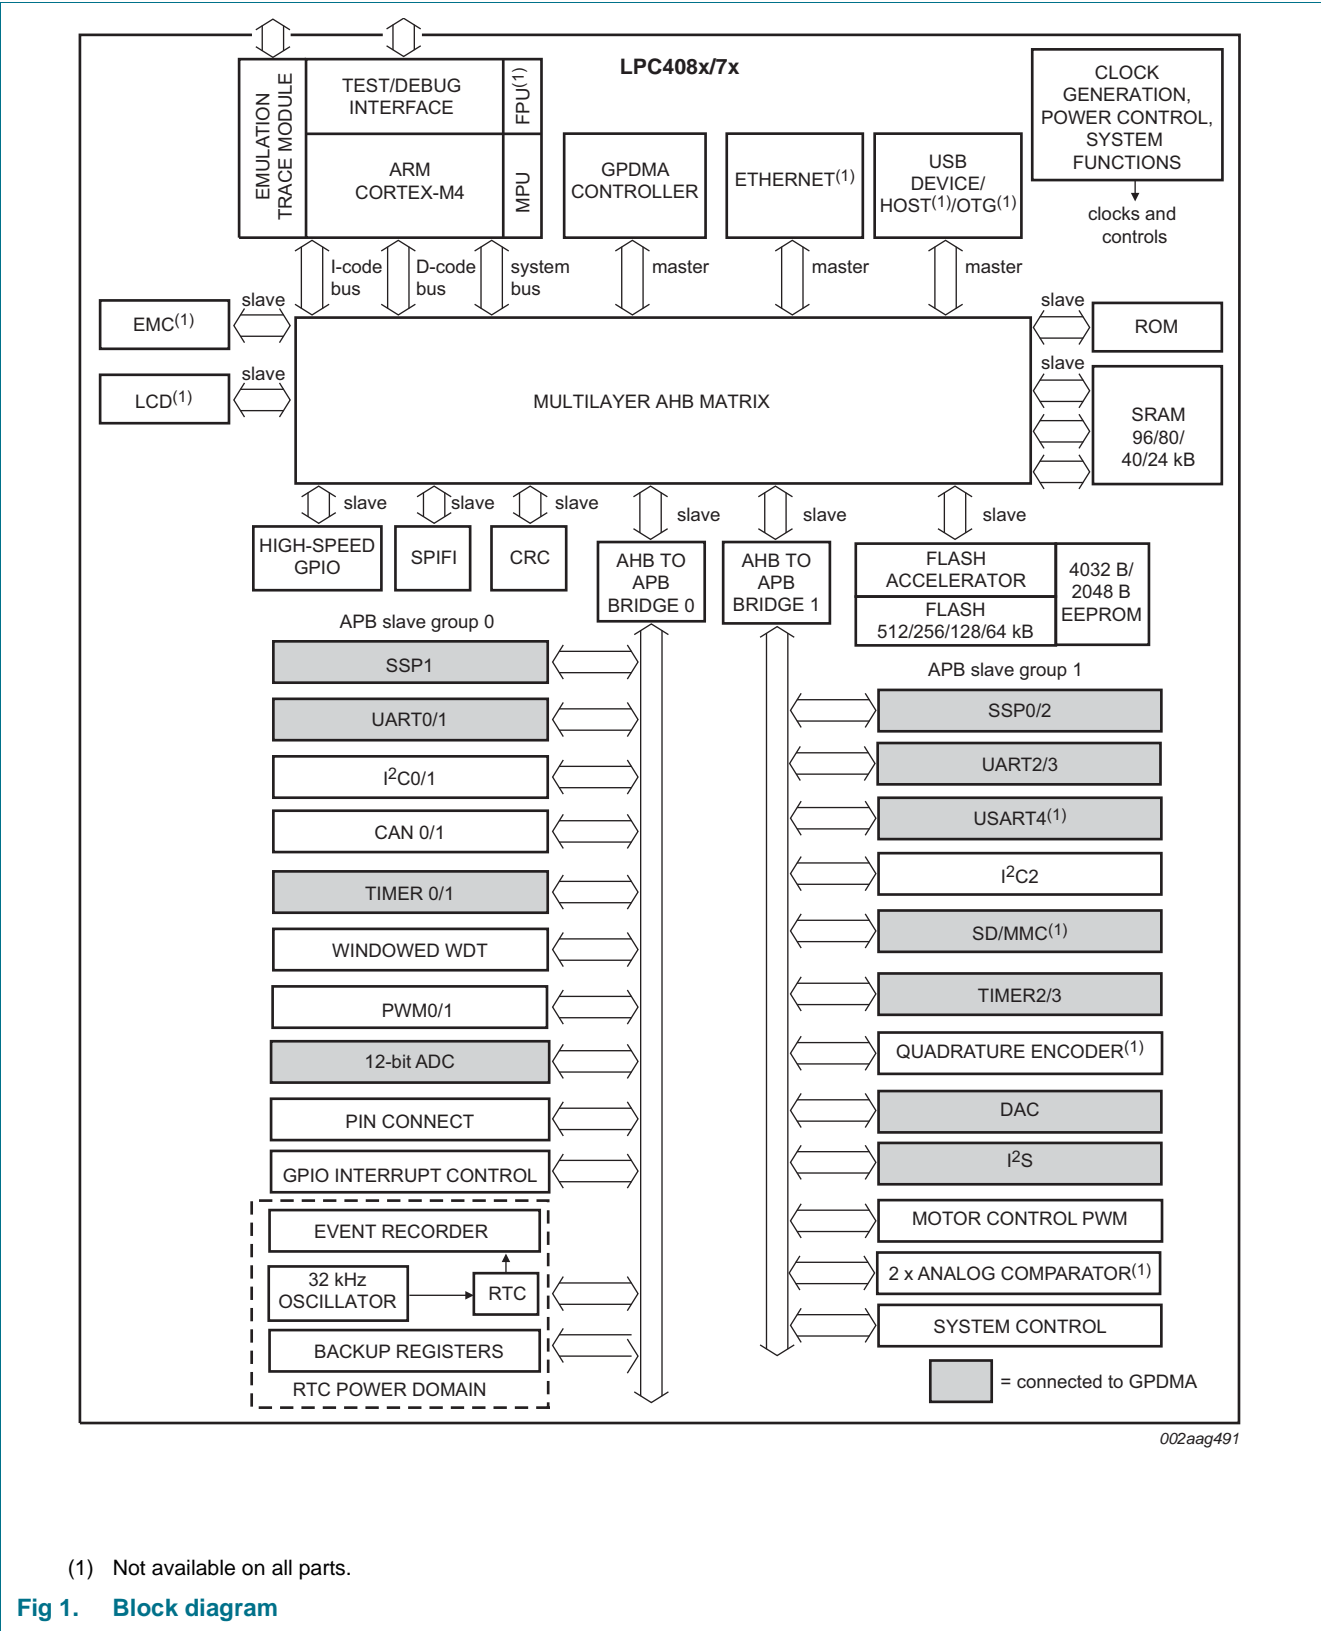 LPC408x/7x
EMULATION
TRACE MODULE
TEST/DEBUG
INTERFACE
FPU(1)
ARM
CORTEX-M4
MPU
GPDMA
CONTROLLER
ETHERNET(1)
USB
DEVICE/
HOST(1)/OTG(1)
CLOCK
GENERATION,
POWER CONTROL,
SYSTEM
FUNCTIONS
clocks and
controls
I-code
bus
D-code
bus
system
bus
master
master
master
slave
EMC(1)
slave
LCD(1)
MULTILAYER AHB MATRIX
slave
ROM
slave
SRAM
96/80/
40/24 kB
slave
slave
slave
slave
slave
slave
HIGH-SPEED
GPIO
SPIFI
CRC
AHB TO
APB
BRIDGE 0
AHB TO
APB
BRIDGE 1
FLASH
ACCELERATOR
FLASH
512/256/128/64 kB
4032 B/
2048 B
EEPROM
APB slave group 0
SSP1
UART0/1
I2C0/1
CAN 0/1
TIMER 0/1
WINDOWED WDT
PWM0/1
12-bit ADC
PIN CONNECT
GPIO INTERRUPT CONTROL
EVENT RECORDER
32 kHz
OSCILLATOR
RTC
BACKUP REGISTERS
RTC POWER DOMAIN
APB slave group 1
SSP0/2
UART2/3
USART4(1)
I2C2
SD/MMC(1)
TIMER2/3
QUADRATURE ENCODER(1)
DAC
I2S
MOTOR CONTROL PWM
2 x ANALOG COMPARATOR(1)
SYSTEM CONTROL
= connected to GPDMA
002aag491
(1) Not available on all parts.
Fig 1. Block diagram